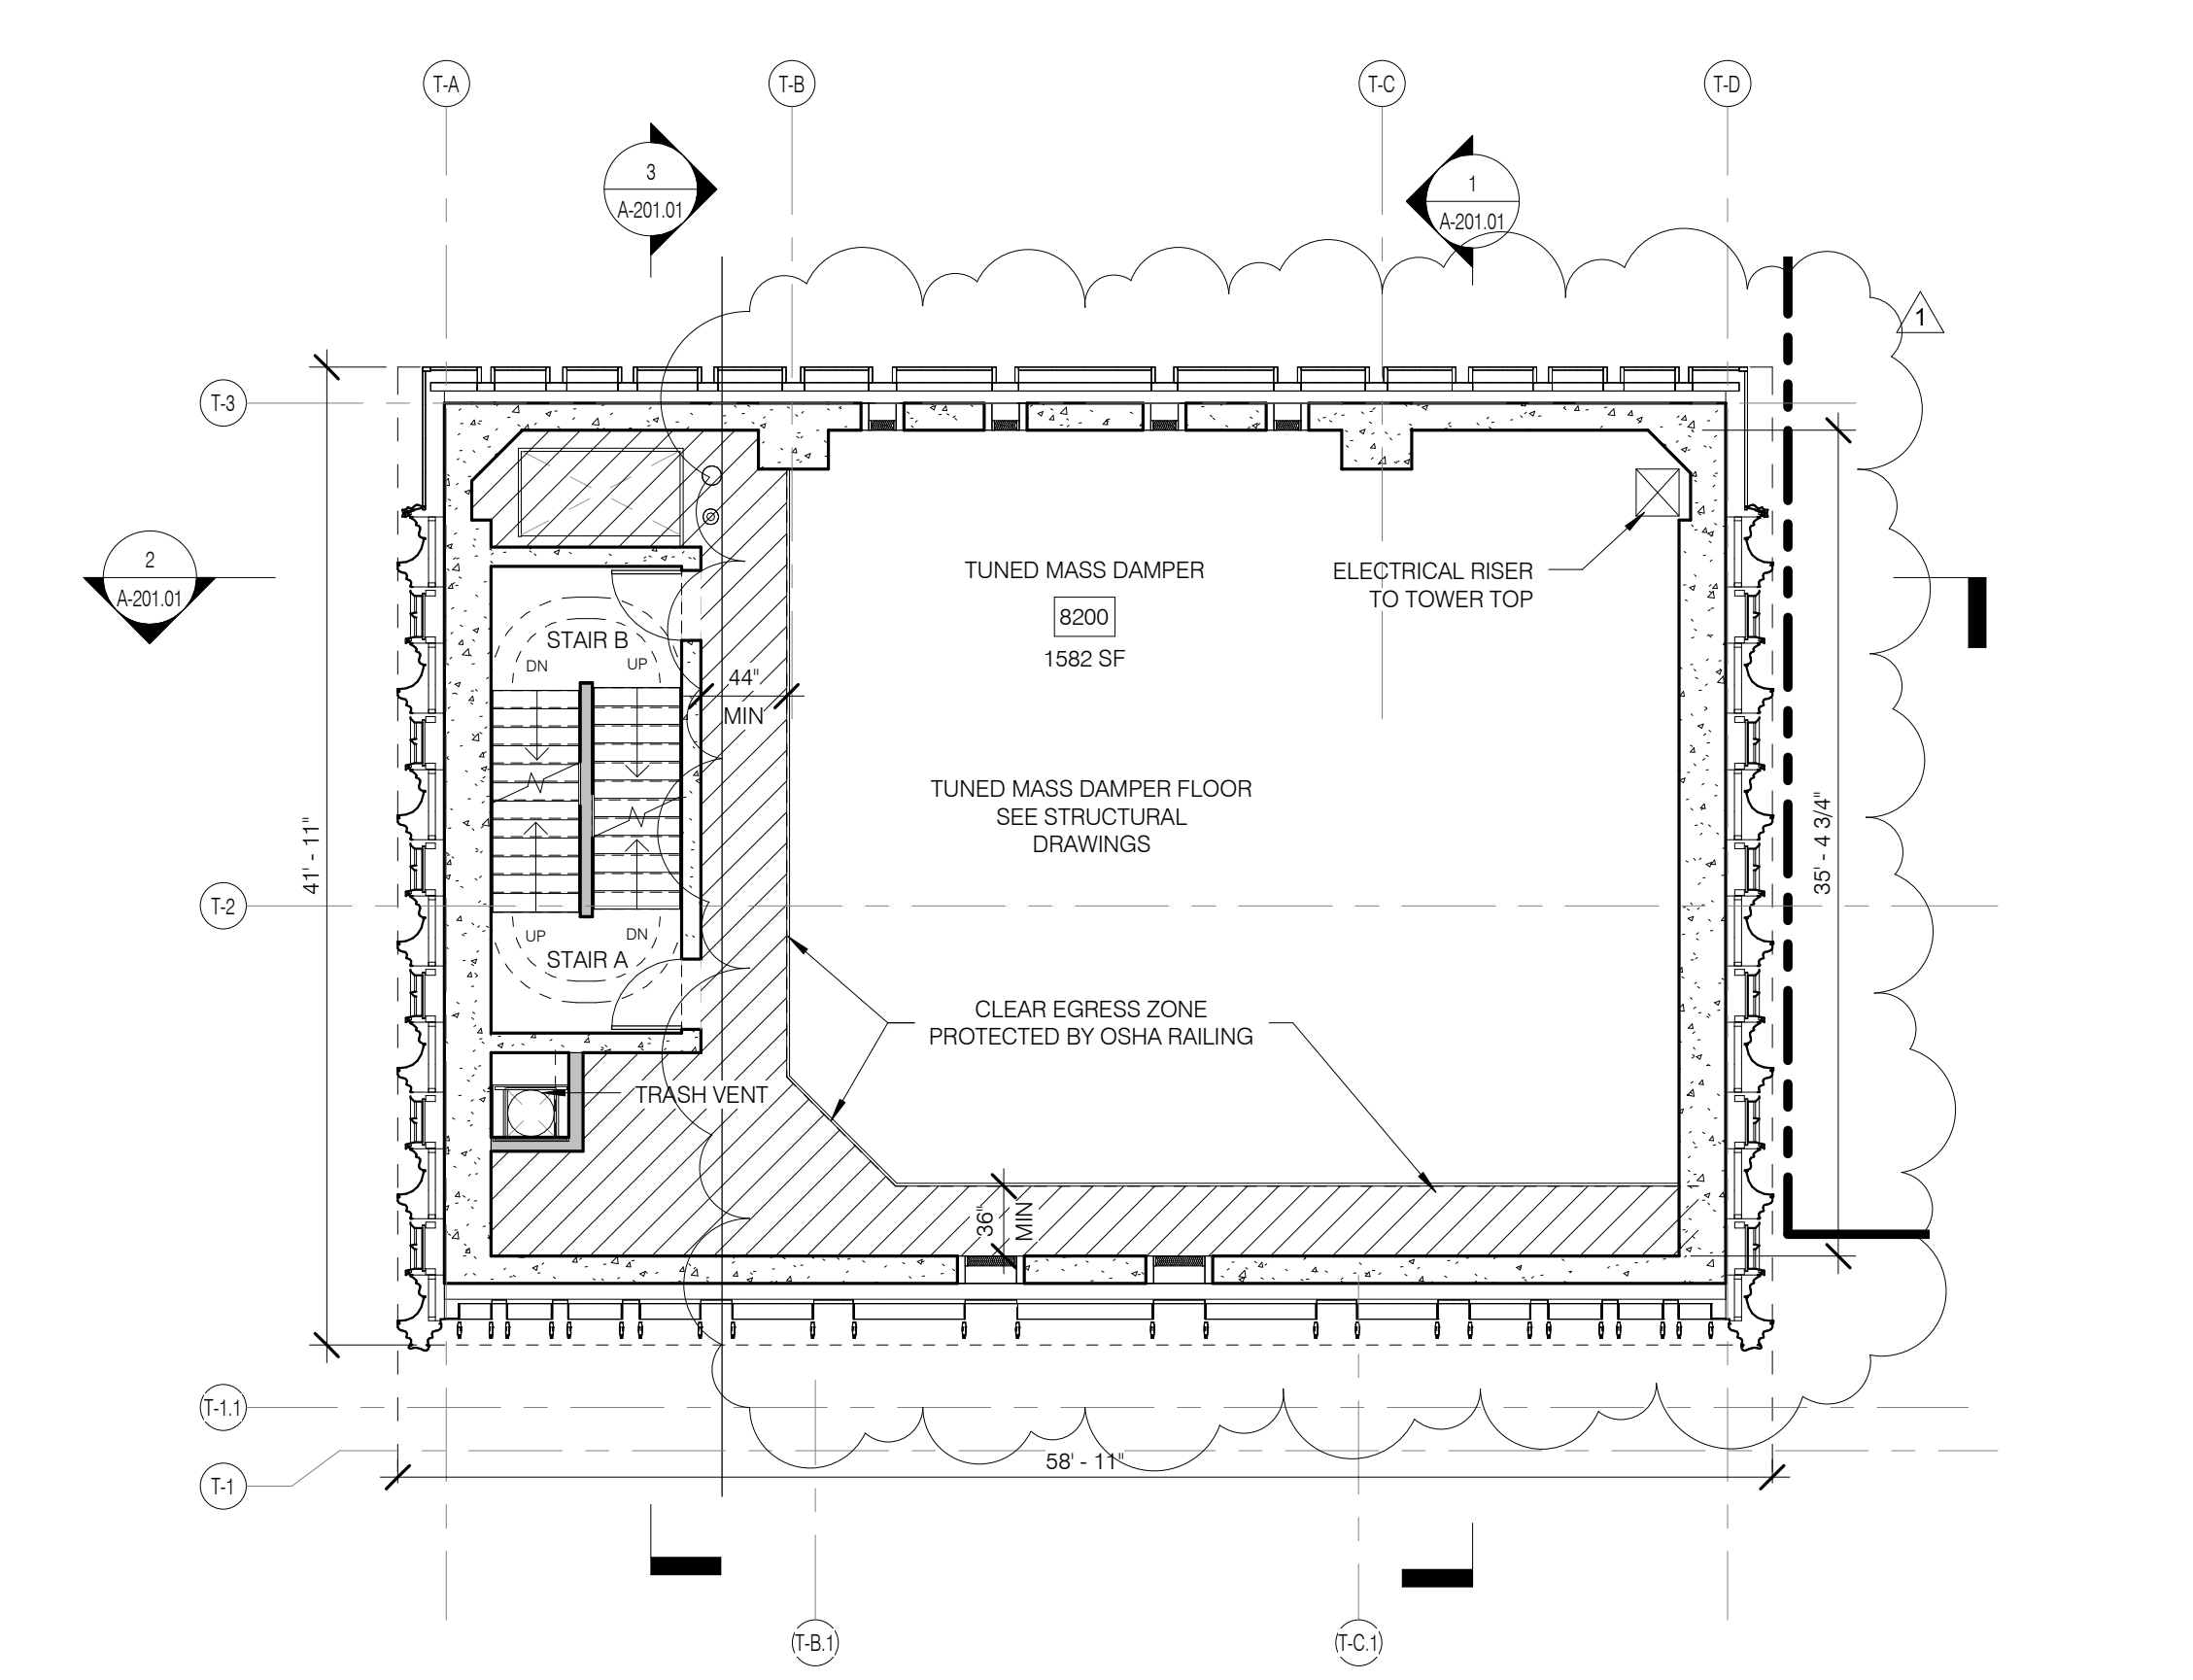 T-A
T-B
T-C
T-D
3
A-201.01
1
A-201.01
1
T-3
2
A-201.01
TUNED MASS DAMPER
8200
1582 SF
ELECTRICAL RISER
TO TOWER TOP
STAIR B
DN
UP
44"
MIN
TUNED MASS DAMPER FLOOR
SEE STRUCTURAL
DRAWINGS
41' - 11"
35' - 4 3/4"
T-2
UP
DN
STAIR A
CLEAR EGRESS ZONE
PROTECTED BY OSHA RAILING
TRASH VENT
36"
MIN
T-1.1
58' - 11"
T-1
T-B.1
T-C.1